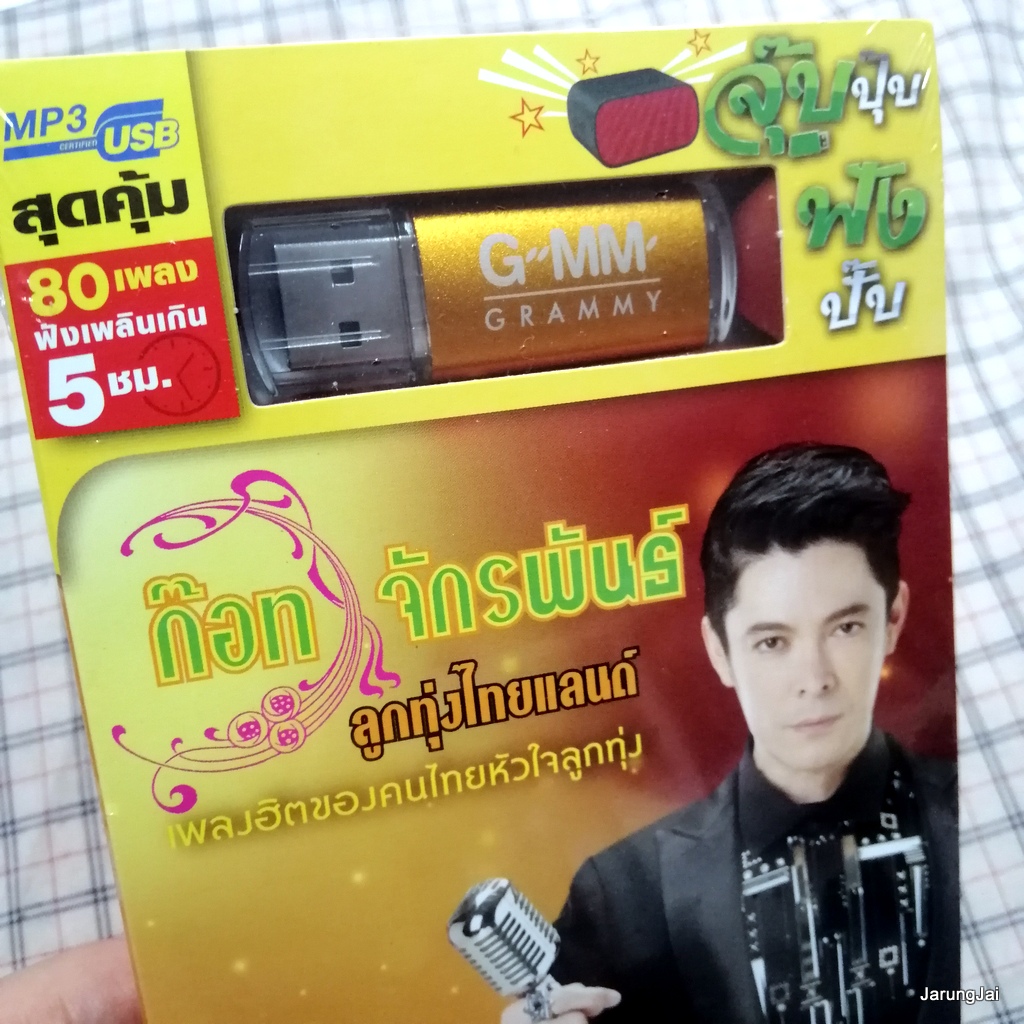 MP3
CERTIFIED
USB
สุดคุ้ม
80 เพลง
ฟังเพลินเกิน
5 ชม.
จุ๊บ ปุ๊บ
ฟัง
ปั๊บ
G"MM'
GRAMMY
ก๊อท จักรพันธ์
ลูกทุ่งไทยแลนด์
เพลงฮิตของคนไทยหัวใจลูกทุ่ง
JarungJai